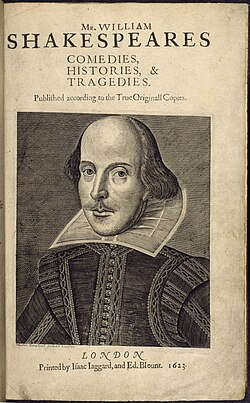 Mr. WILLIAM
SHAKESPEARES
COMEDIES,
HISTORIES, &
TRAGEDIES.
Published according to the True Originall Copies.
LONDON
Printed by Isaac Iaggard, and Ed. Blount. 1623